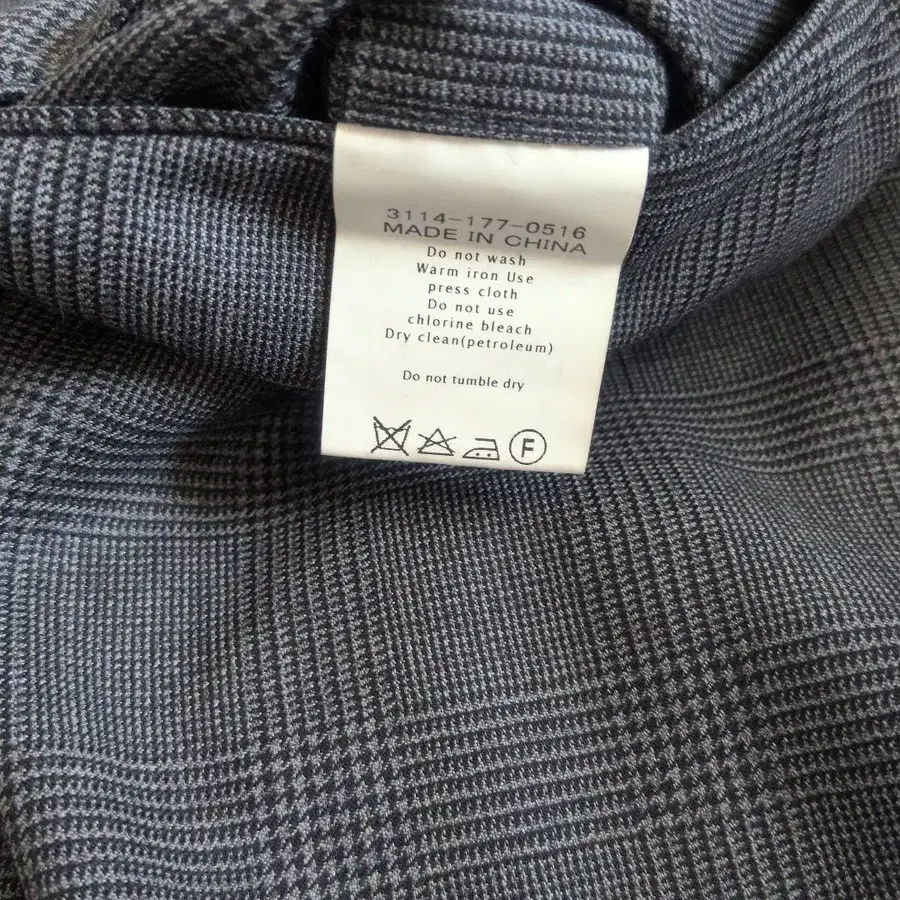 3114-177-0516
MADE IN CHINA
Do not wash
Warm iron Use
press cloth
Do not use
chlorine bleach
Dry clean(petroleum)
Do not tumble dry
F